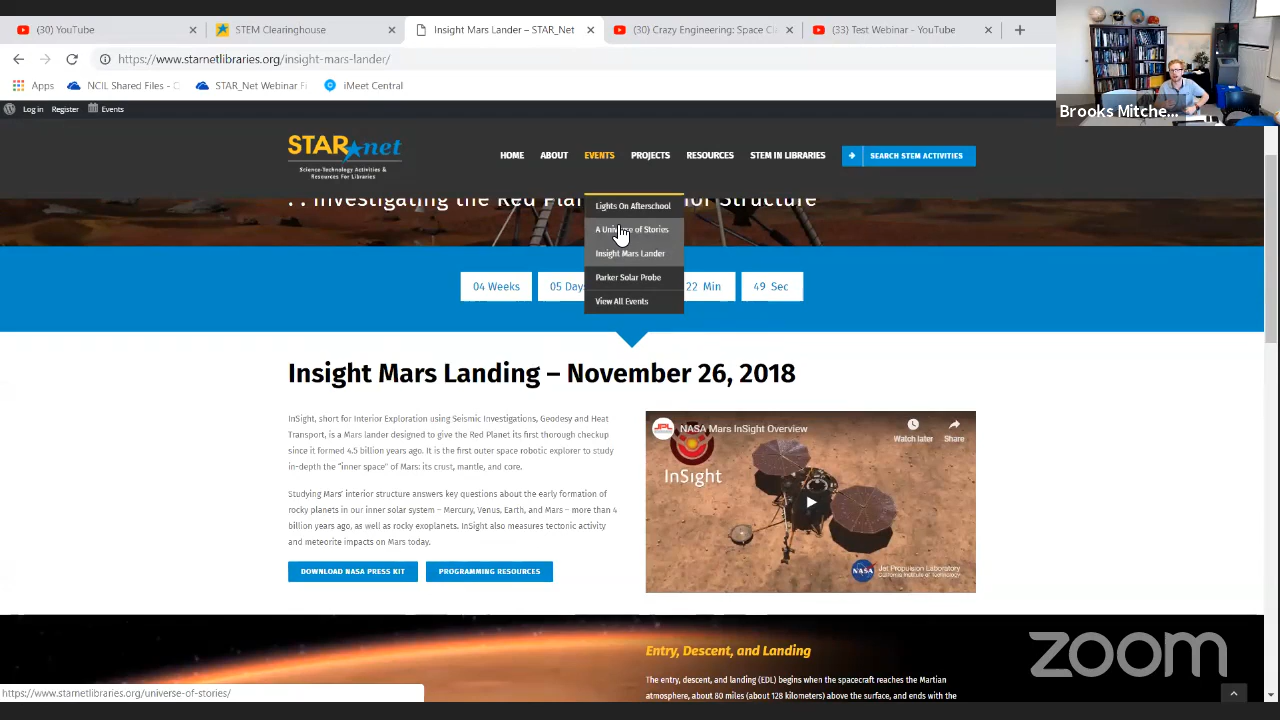 (30) YouTube
STEM Clearinghouse
Insight Mars Lander – STAR_Net
(30) Crazy Engineering: Space Cl
(33) Test Webinar - YouTube
https://www.starnetlibraries.org/insight-mars-lander/
Apps
NCIL Shared Files - C
STAR_Net Webinar Fi
iMeet Central
Brooks Mitche...
Log in
Register
Events
STAR net
Science-Technology Activities &
Resources For Libraries
HOME
ABOUT
EVENTS
PROJECTS
RESOURCES
STEM IN LIBRARIES
SEARCH STEM ACTIVITIES
Lights On Afterschool
A Universe of Stories
Insight Mars Lander
Parker Solar Probe
View All Events
: : Investigating the Red Plan
ior Structure
04 Weeks
05 Day
22 Min
49 Sec
Insight Mars Landing – November 26, 2018
InSight, short for Interior Exploration using Seismic Investigations, Geodesy and Heat
Transport, is a Mars lander designed to give the Red Planet its first thorough checkup
since it formed 4.5 billion years ago. It is the first outer space robotic explorer to study
in-depth the "inner space" of Mars: its crust, mantle, and core.
Studying Mars' interior structure answers key questions about the early formation of
rocky planets in our inner solar system – Mercury, Venus, Earth, and Mars – more than 4
billion years ago, as well as rocky exoplanets. InSight also measures tectonic activity
and meteorite impacts on Mars today.
DOWNLOAD NASA PRESS KIT
PROGRAMMING RESOURCES
JPL
NASA Mars InSight Overview
Watch later
Share
InSight
NASA
Jet Propulsion Laboratory
California Institute of Technology
Entry, Descent, and Landing
The entry, descent, and landing (EDL) begins when the spacecraft reaches the Martian
atmosphere, about 80 miles (about 128 kilometers) above the surface, and ends with the
https://www.starnetlibraries.org/universe-of-stories/
zoom